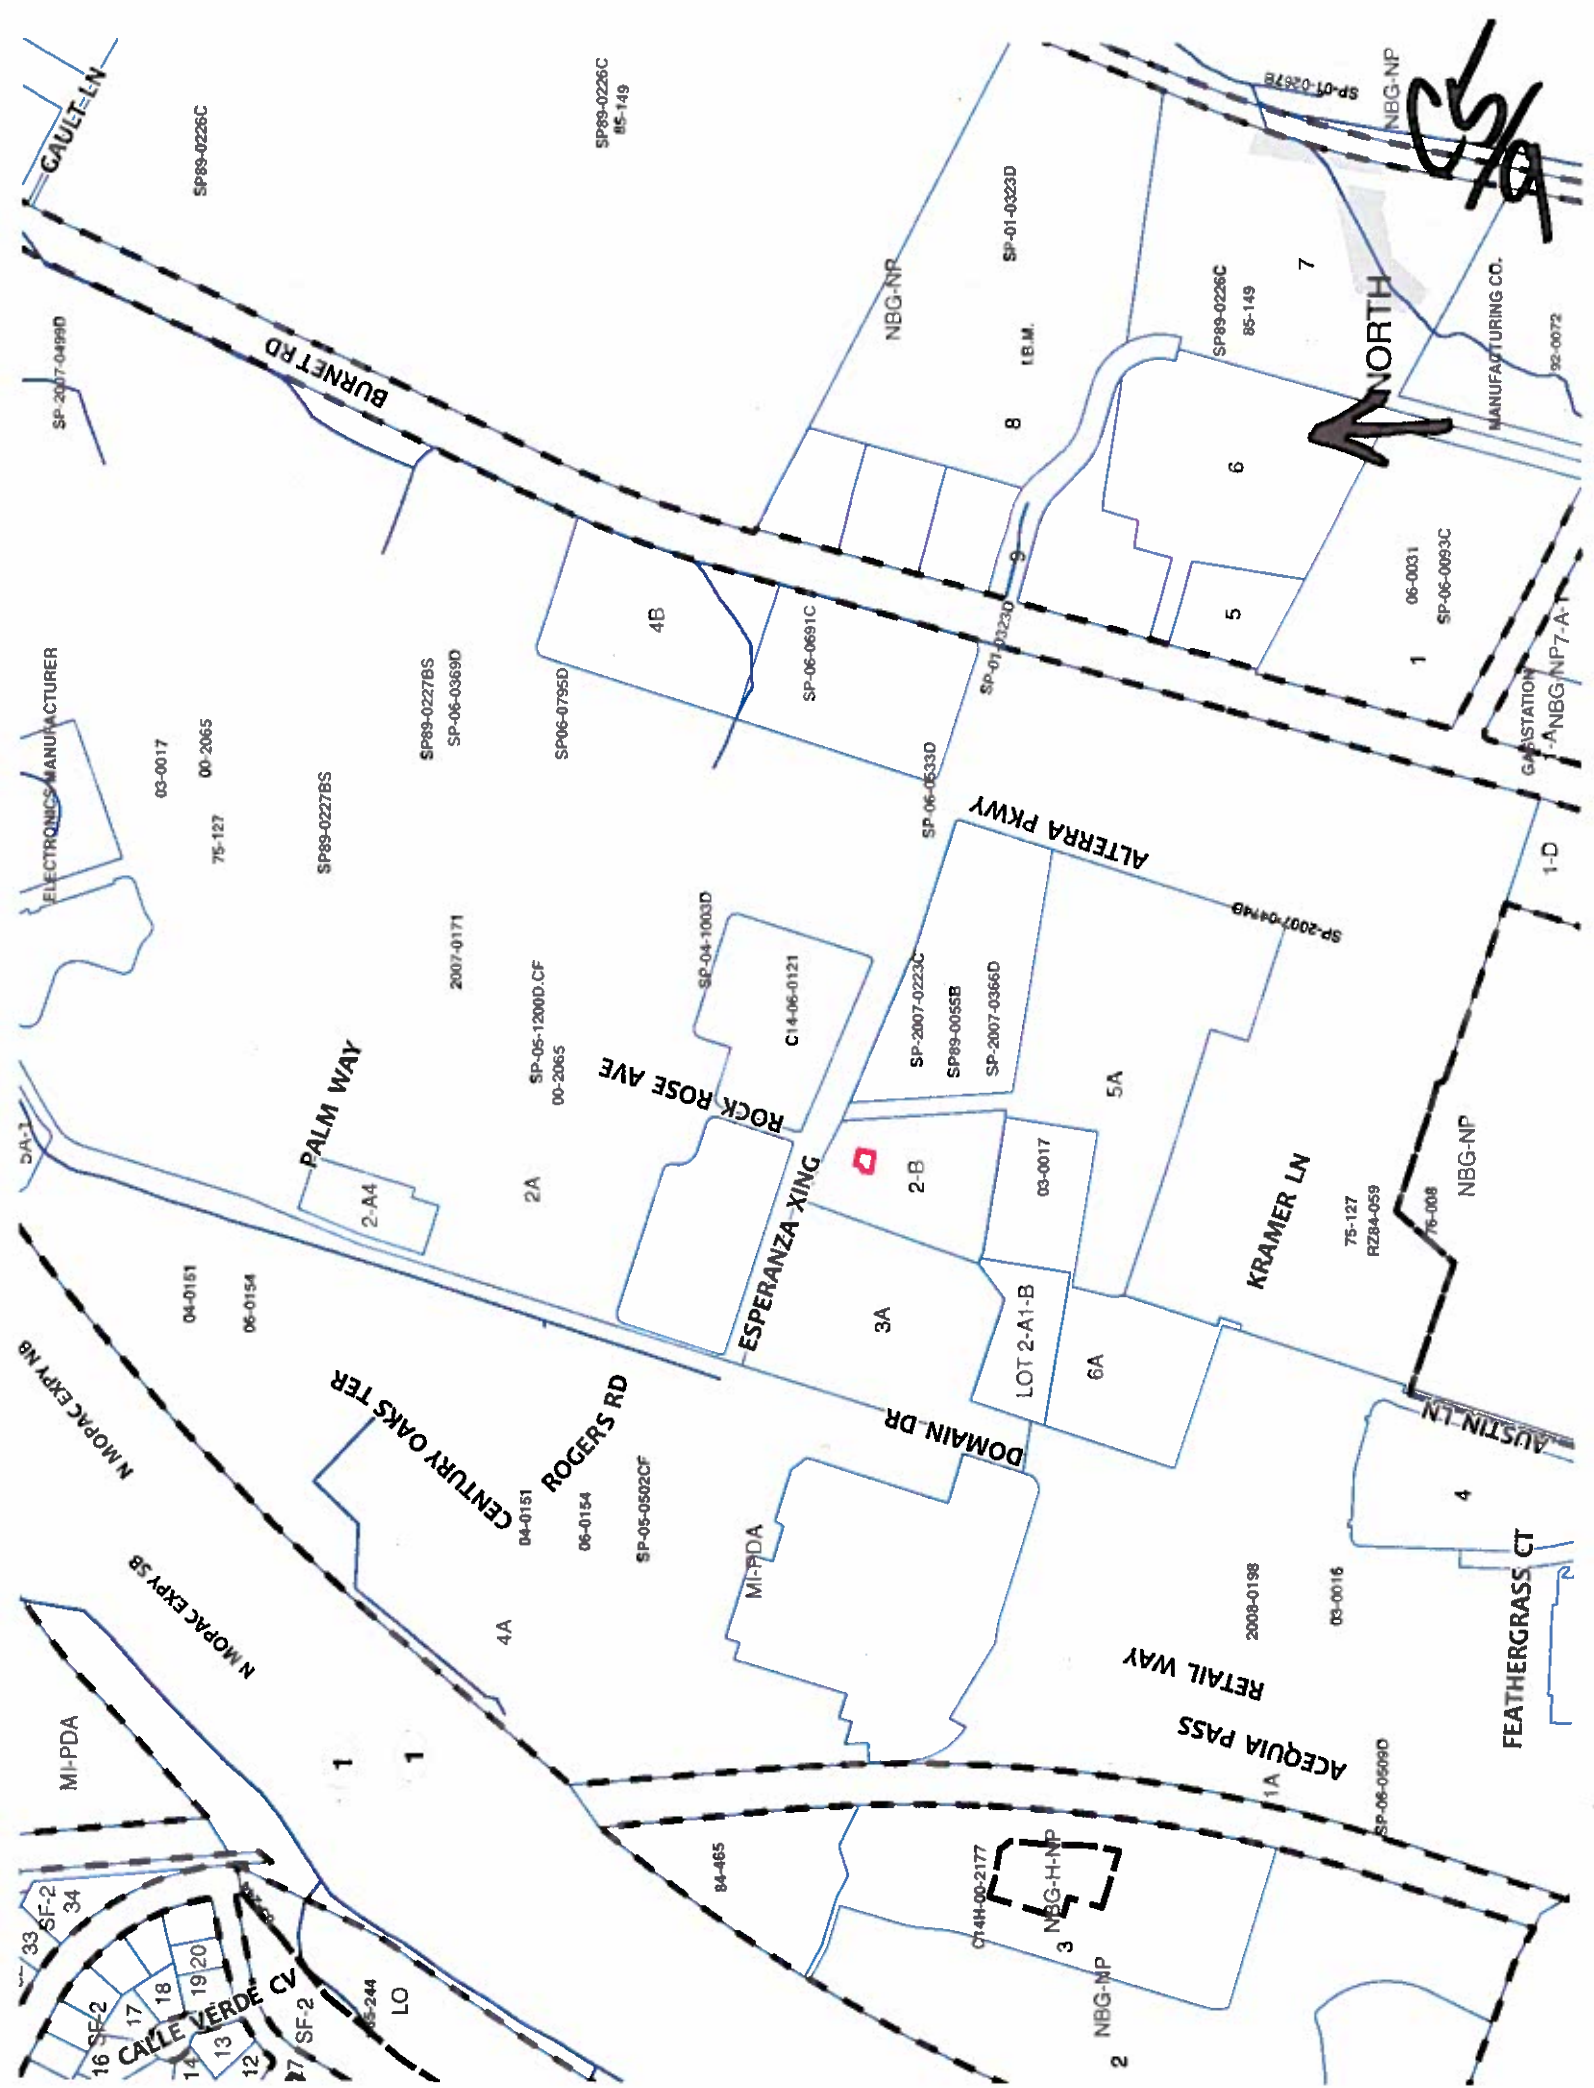 GAULT LN
SP89-0226C
SP89-0226C
85-149
SP-01-0267B
NBG-NP
CS/9
SP-2007-0499D
BURNET RD
NBG-NP
SP-01-0323D
I.B.M.
8
SP89-0226C
85-149
7
NORTH
MANUFACTURING CO.
92-0072
6
9
5
06-0031
SP-06-0093C
1
GAS STATION
1-A
NBG-NP
7-A-1
1-D
ELECTRONICS MANUFACTURER
03-0017
00-2065
75-127
SP89-0227BS
SP89-0227BS
SP-06-0369D
SP06-0795D
4B
SP-06-0691C
SP-01-0323D
SP-06-0533D
ALTERRA PKWY
SP-2007-0474D
2007-0171
SP-04-1003D
C14-06-0121
SP-05-1200D.CF
00-2065
ROCK ROSE AVE
SP-2007-0223C
SP89-0055B
SP-2007-0366D
5A
PALM WAY
5A-1
2-A4
2A
ESPERANZA XING
2-B
03-0017
KRAMER LN
75-127
RZ84-059
76-008
NBG-NP
04-0151
06-0154
3A
LOT 2-A1-B
6A
N MOPAC EXPY NB
CENTURY OAKS TER
ROGERS RD
04-0151
06-0154
SP-05-0502CF
DOMAIN DR
AUSTIN LN
4
MI-PDA
N MOPAC EXPY SB
4A
2008-0198
03-0016
FEATHERGRASS CT
RETAIL WAY
ACEQUIA PASS
1A
SP-06-0509D
MI-PDA
1
1
84-465
C14H-00-2177
NBG-H-NP
3
NBG-NP
2
33
SF-2
34
20
19
18
17
SF-2
16
CALLE VERDE CV
14
13
12
SF-2
LO